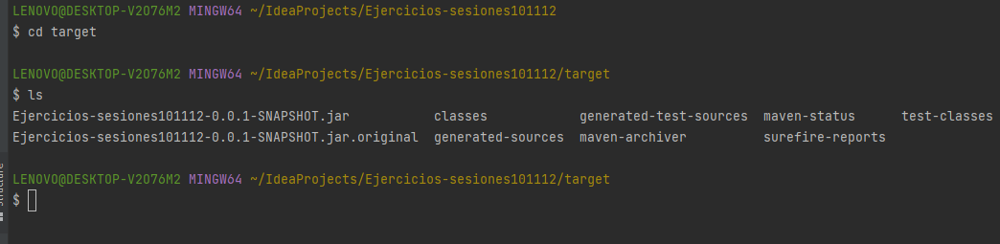 LENOVO@DESKTOP-V2076M2 MINGW64 ~/IdeaProjects/Ejercicios-sesiones101112
$ cd target
LENOVO@DESKTOP-V2076M2 MINGW64 ~/IdeaProjects/Ejercicios-sesiones101112/target
$ ls
Ejercicios-sesiones101112-0.0.1-SNAPSHOT.jar classes generated-test-sources maven-status test-classes
Ejercicios-sesiones101112-0.0.1-SNAPSHOT.jar.original generated-sources maven-archiver surefire-reports
LENOVO@DESKTOP-V2076M2 MINGW64 ~/IdeaProjects/Ejercicios-sesiones101112/target
$
Structure